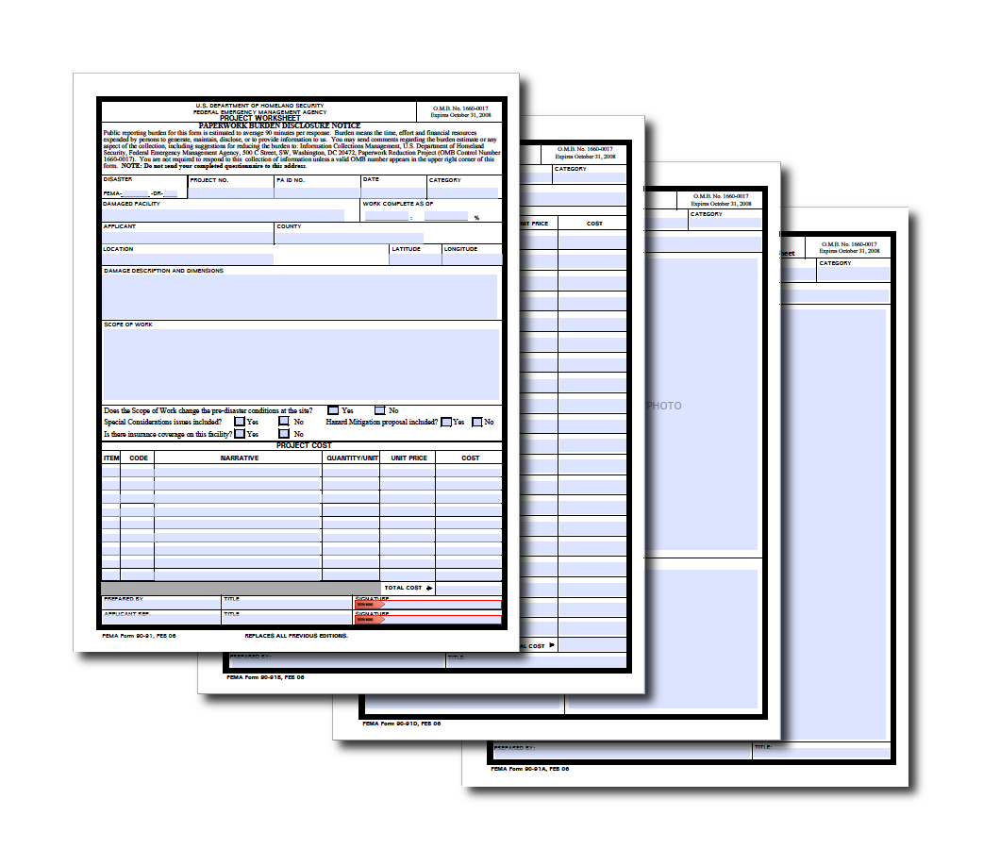 U.S. DEPARTMENT OF HOMELAND SECURITY
FEDERAL EMERGENCY MANAGEMENT AGENCY
PROJECT WORKSHEET
O.M.B. No. 1660-0017
Expires October 31, 2008
PAPERWORK BURDEN DISCLOSURE NOTICE
Public reporting burden for this form is estimated to average 90 minutes per response. Burden means the time, effort and financial resources
expended by persons to generate, maintain, disclose, or to provide information to us. You may send comments regarding the burden estimate or any
aspect of the collection, including suggestions for reducing the burden to: Information Collections Management, U.S. Department of Homeland
Security, Federal Emergency Management Agency, 500 C Street, SW, Washington, DC 20472, Paperwork Reduction Project (OMB Control Number
1660-0017). You are not required to respond to this collection of information unless a valid OMB number appears in the upper right corner of this
form. NOTE: Do not send your completed questionnaire to this address.
DISASTER PROJECT NO. PA ID NO. DATE CATEGORY
FEMA- -DR-
DAMAGED FACILITY WORK COMPLETE AS OF
: %
APPLICANT COUNTY
LOCATION LATITUDE LONGITUDE
DAMAGE DESCRIPTION AND DIMENSIONS
SCOPE OF WORK
Does the Scope of Work change the pre-disaster conditions at the site? Yes No
Special Considerations issues included? Yes No Hazard Mitigation proposal included? Yes No
Is there insurance coverage on this facility? Yes No
PROJECT COST
ITEM CODE NARRATIVE QUANTITY/UNIT UNIT PRICE COST
TOTAL COST
PREPARED BY TITLE SIGNATURE
APPLICANT REP. TITLE SIGNATURE
FEMA Form 90-91, FEB 06 REPLACES ALL PREVIOUS EDITIONS.
O.M.B. No. 1660-0017
Expires October 31, 2008
CATEGORY
NIT PRICE COST
AL COST
PREPARED BY: TITLE:
FEMA Form 90-91B, FEB 06
O.M.B. No. 1660-0017
Expires October 31, 2008
CATEGORY
PHOTO
FEMA Form 90-91D, FEB 06
heet
O.M.B. No. 1660-0017
Expires October 31, 2008
CATEGORY
PREPARED BY: TITLE:
FEMA Form 90-91A, FEB 06